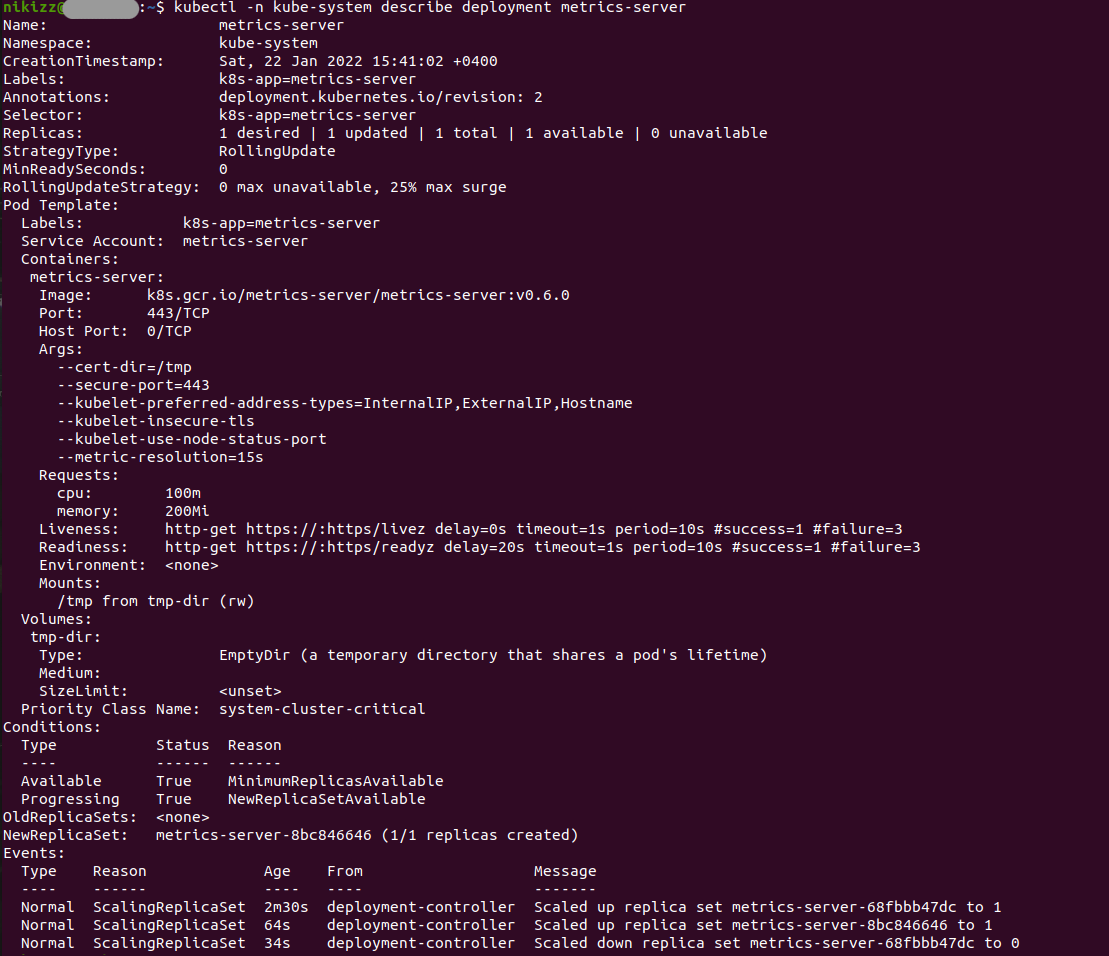 nikizz@:~$ kubectl -n kube-system describe deployment metrics-server
Name:                   metrics-server
Namespace:              kube-system
CreationTimestamp:      Sat, 22 Jan 2022 15:41:02 +0400
Labels:                 k8s-app=metrics-server
Annotations:            deployment.kubernetes.io/revision: 2
Selector:               k8s-app=metrics-server
Replicas:               1 desired | 1 updated | 1 total | 1 available | 0 unavailable
StrategyType:           RollingUpdate
MinReadySeconds:        0
RollingUpdateStrategy:  0 max unavailable, 25% max surge
Pod Template:
  Labels:           k8s-app=metrics-server
  Service Account:  metrics-server
  Containers:
   metrics-server:
    Image:      k8s.gcr.io/metrics-server/metrics-server:v0.6.0
    Port:       443/TCP
    Host Port:  0/TCP
    Args:
      --cert-dir=/tmp
      --secure-port=443
      --kubelet-preferred-address-types=InternalIP,ExternalIP,Hostname
      --kubelet-insecure-tls
      --kubelet-use-node-status-port
      --metric-resolution=15s
    Requests:
      cpu:        100m
      memory:     200Mi
    Liveness:     http-get https://:https/livez delay=0s timeout=1s period=10s #success=1 #failure=3
    Readiness:    http-get https://:https/readyz delay=20s timeout=1s period=10s #success=1 #failure=3
    Environment:  <none>
    Mounts:
      /tmp from tmp-dir (rw)
  Volumes:
   tmp-dir:
    Type:               EmptyDir (a temporary directory that shares a pod's lifetime)
    Medium:
    SizeLimit:          <unset>
  Priority Class Name:  system-cluster-critical
Conditions:
  Type           Status  Reason
  ----           ------  ------
  Available      True    MinimumReplicasAvailable
  Progressing    True    NewReplicaSetAvailable
OldReplicaSets:  <none>
NewReplicaSet:   metrics-server-8bc846646 (1/1 replicas created)
Events:
  Type    Reason             Age    From                   Message
  ----    ------             ----   ----                   -------
  Normal  ScalingReplicaSet  2m30s  deployment-controller  Scaled up replica set metrics-server-68fbbb47dc to 1
  Normal  ScalingReplicaSet  64s    deployment-controller  Scaled up replica set metrics-server-8bc846646 to 1
  Normal  ScalingReplicaSet  34s    deployment-controller  Scaled down replica set metrics-server-68fbbb47dc to 0